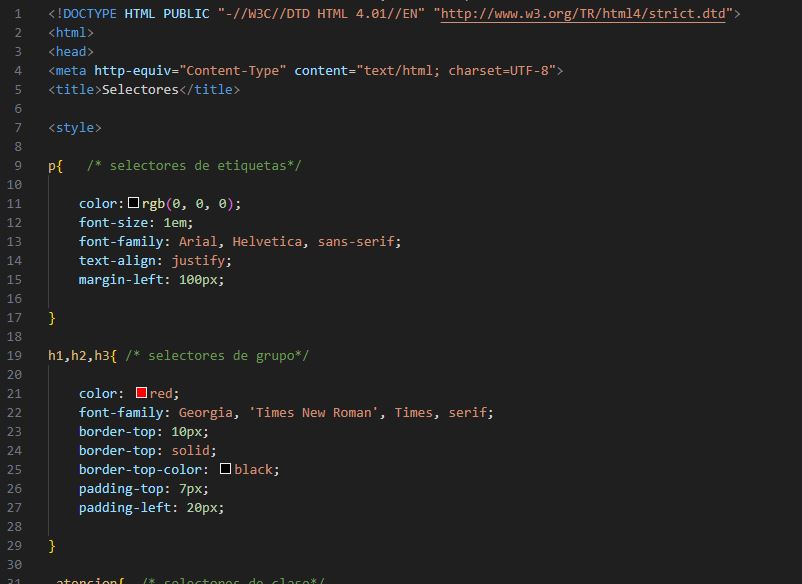 1 <!DOCTYPE HTML PUBLIC "-//W3C//DTD HTML 4.01//EN" "http://www.w3.org/TR/html4/strict.dtd">
2 <html>
3 <head>
4 <meta http-equiv="Content-Type" content="text/html; charset=UTF-8">
5 <title>Selectores</title>
6
7 <style>
8
9 p{   /* selectores de etiquetas*/
10
11     color: rgb(0, 0, 0);
12     font-size: 1em;
13     font-family: Arial, Helvetica, sans-serif;
14     text-align: justify;
15     margin-left: 100px;
16
17 }
18
19 h1,h2,h3{ /* selectores de grupo*/
20
21     color: red;
22     font-family: Georgia, 'Times New Roman', Times, serif;
23     border-top: 10px;
24     border-top: solid;
25     border-top-color: black;
26     padding-top: 7px;
27     padding-left: 20px;
28
29 }
30
31 .atencion{  /* selectores de clase*/